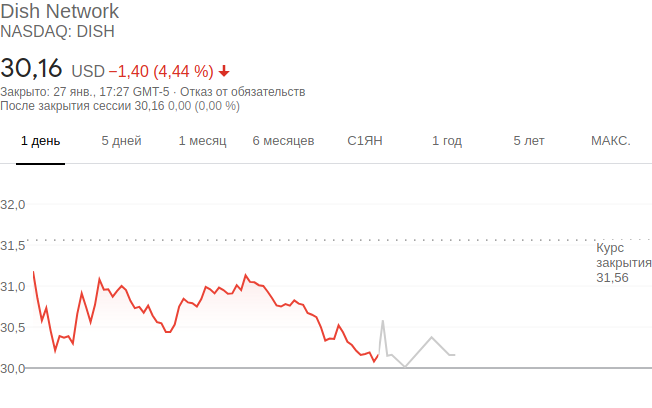 Dish Network
NASDAQ: DISH
30,16 USD −1,40 (4,44 %)
Закрыто: 27 янв., 17:27 GMT-5 · Отказ от обязательств
После закрытия сессии 30,16 0,00 (0,00 %)
1 день 5 дней 1 месяц 6 месяцев С1ЯН 1 год 5 лет МАКС.
32,0
31,5
Курс
закрытия
31,56
31,0
30,5
30,0